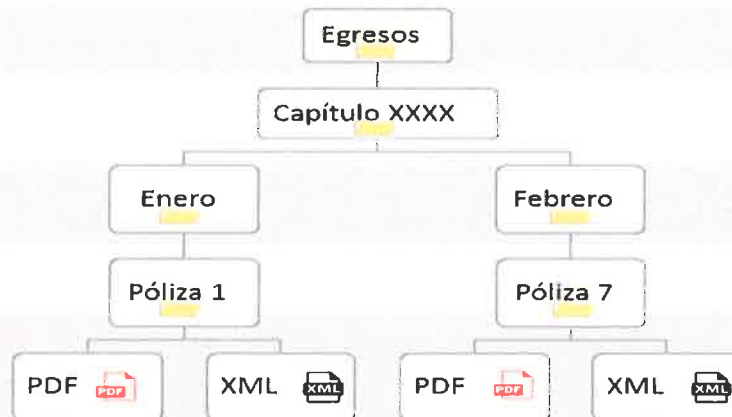 Egresos
Capítulo XXXX
Enero
Febrero
Póliza 1
Póliza 7
PDF PDF
XML XML
PDF PDF
XML XML